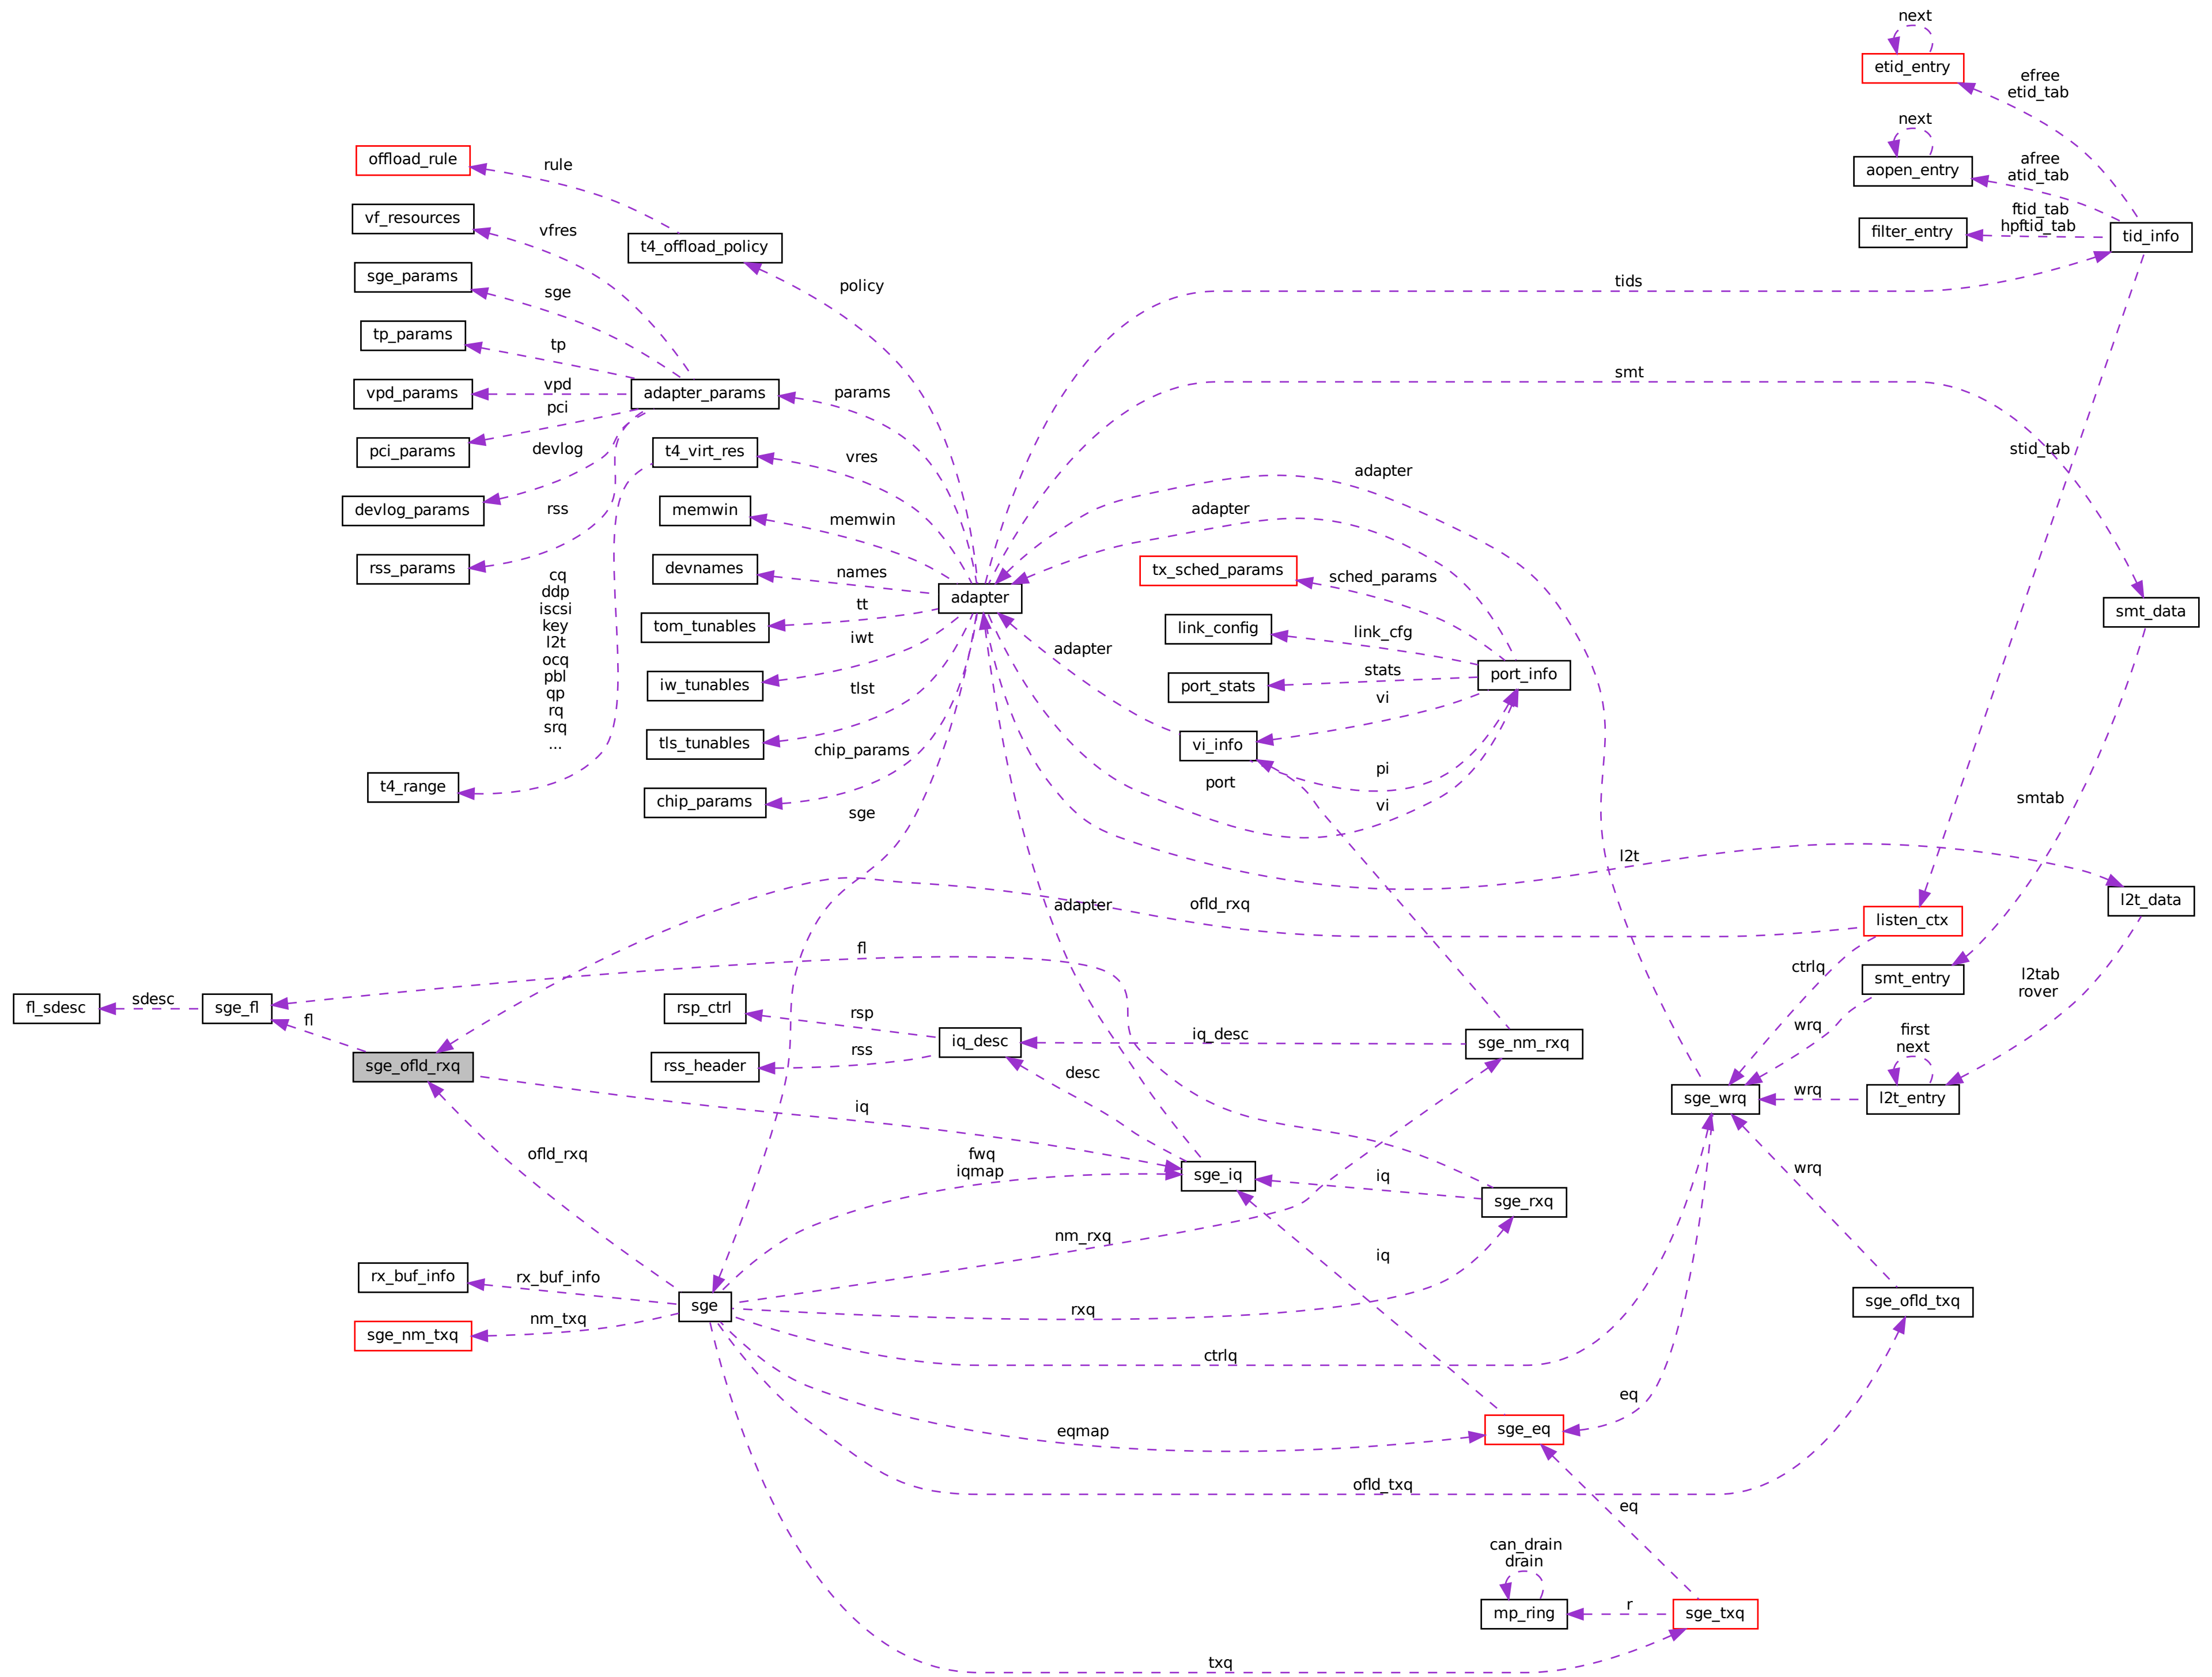 next
etid_entry
efree
etid_tab
next
aopen_entry
afree
atid_tab
ftid_tab
hpftid_tab
filter_entry
tid_info
offload_rule
rule
vf_resources
vfres
t4_offload_policy
sge_params
sge
policy
tids
tp_params
tp
vpd_params
vpd
adapter_params
params
smt
pci_params
pci
devlog
t4_virt_res
vres
adapter
stid_tab
devlog_params
rss
memwin
memwin
adapter
rss_params
devnames
names
tx_sched_params
sched_params
cq
ddp
iscsi
key
l2t
ocq
pbl
qp
rq
srq
...
adapter
tom_tunables
tt
link_config
link_cfg
smt_data
iwt
adapter
iw_tunables
tlst
port_stats
stats
port_info
vi
tls_tunables
chip_params
vi_info
pi
t4_range
chip_params
sge
port
vi
smtab
l2t
adapter
ofld_rxq
listen_ctx
l2t_data
fl
ctrlq
smt_entry
l2tab
rover
fl_sdesc
sdesc
sge_fl
fl
rsp_ctrl
rsp
iq_desc
iq_desc
sge_nm_rxq
wrq
first
next
sge_ofld_rxq
rss_header
rss
desc
sge_wrq
wrq
l2t_entry
iq
ofld_rxq
fwq
iqmap
sge_iq
iq
sge_rxq
wrq
nm_rxq
iq
rx_buf_info
rx_buf_info
sge
rxq
sge_ofld_txq
sge_nm_txq
nm_txq
ctrlq
eq
eqmap
sge_eq
ofld_txq
eq
can_drain
drain
mp_ring
r
sge_txq
txq